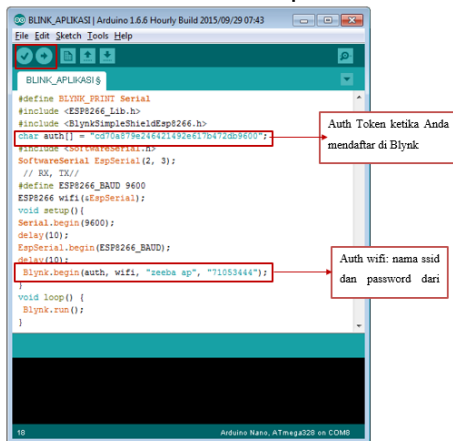 BLINK_APLIKASI | Arduino 1.6.6 Hourly Build 2015/09/29 07:43
File Edit Sketch Tools Help
BLINK_APLIKASI §
#define BLYNK_PRINT Serial
#include <ESP8266_Lib.h>
#include <BlynkSimpleShieldEsp8266.h>
char auth[] = "cd70a879e246421492e617b472db9600";
#include <SoftwareSerial.h>
SoftwareSerial EspSerial(2, 3);
// RX, TX//
#define ESP8266_BAUD 9600
ESP8266 wifi(&EspSerial);
void setup(){
Serial.begin(9600);
delay(10);
EspSerial.begin(ESP8266_BAUD);
delay(10);
Blynk.begin(auth, wifi, "zeeba ap", "71053444");
}
void loop() {
Blynk.run();
}
Auth Token ketika Anda
mendaftar di Blynk
Auth wifi: nama ssid
dan password dari
18
Arduino Nano, ATmega328 on COM8